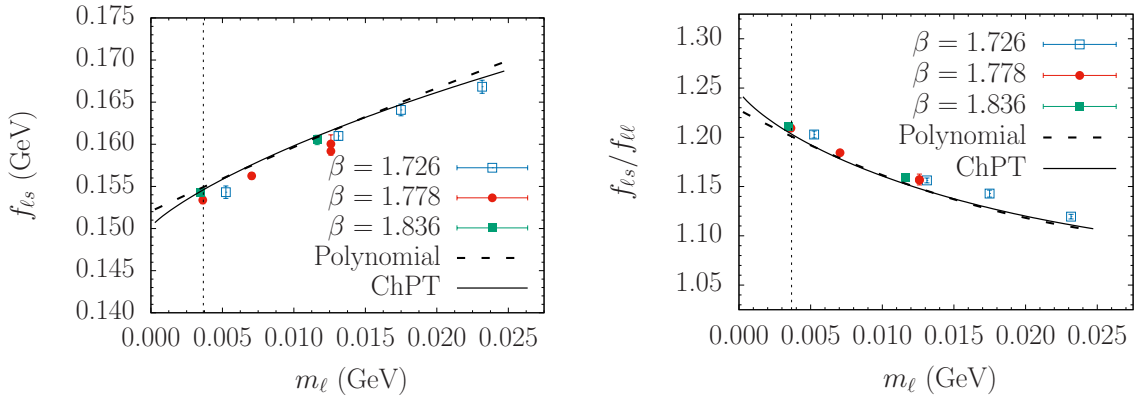 0.170
0.165
0.160
0.155
0.150
0.145
0.140
f_{ℓs} (GeV)
β = 1.726
β = 1.778
β = 1.836
Polynomial
ChPT
0.000 0.005 0.010 0.015 0.020 0.025
m_ℓ (GeV)
1.30
1.25
1.20
1.15
1.10
1.05
f_{ℓs}/f_{ℓℓ}
β = 1.726
β = 1.778
β = 1.836
Polynomial
ChPT
0.000 0.005 0.010 0.015 0.020 0.025
m_ℓ (GeV)